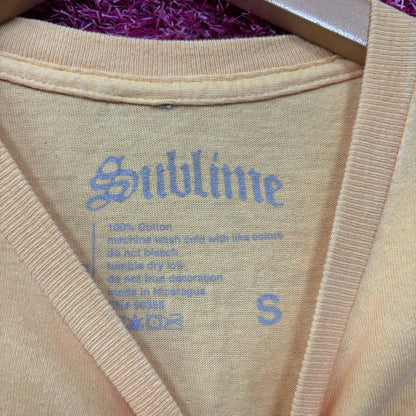 Sublime
100% Cotton
machine wash cold with like colors
do not bleach
tumble dry low
do not iron decoration
made in Nicaragua
S